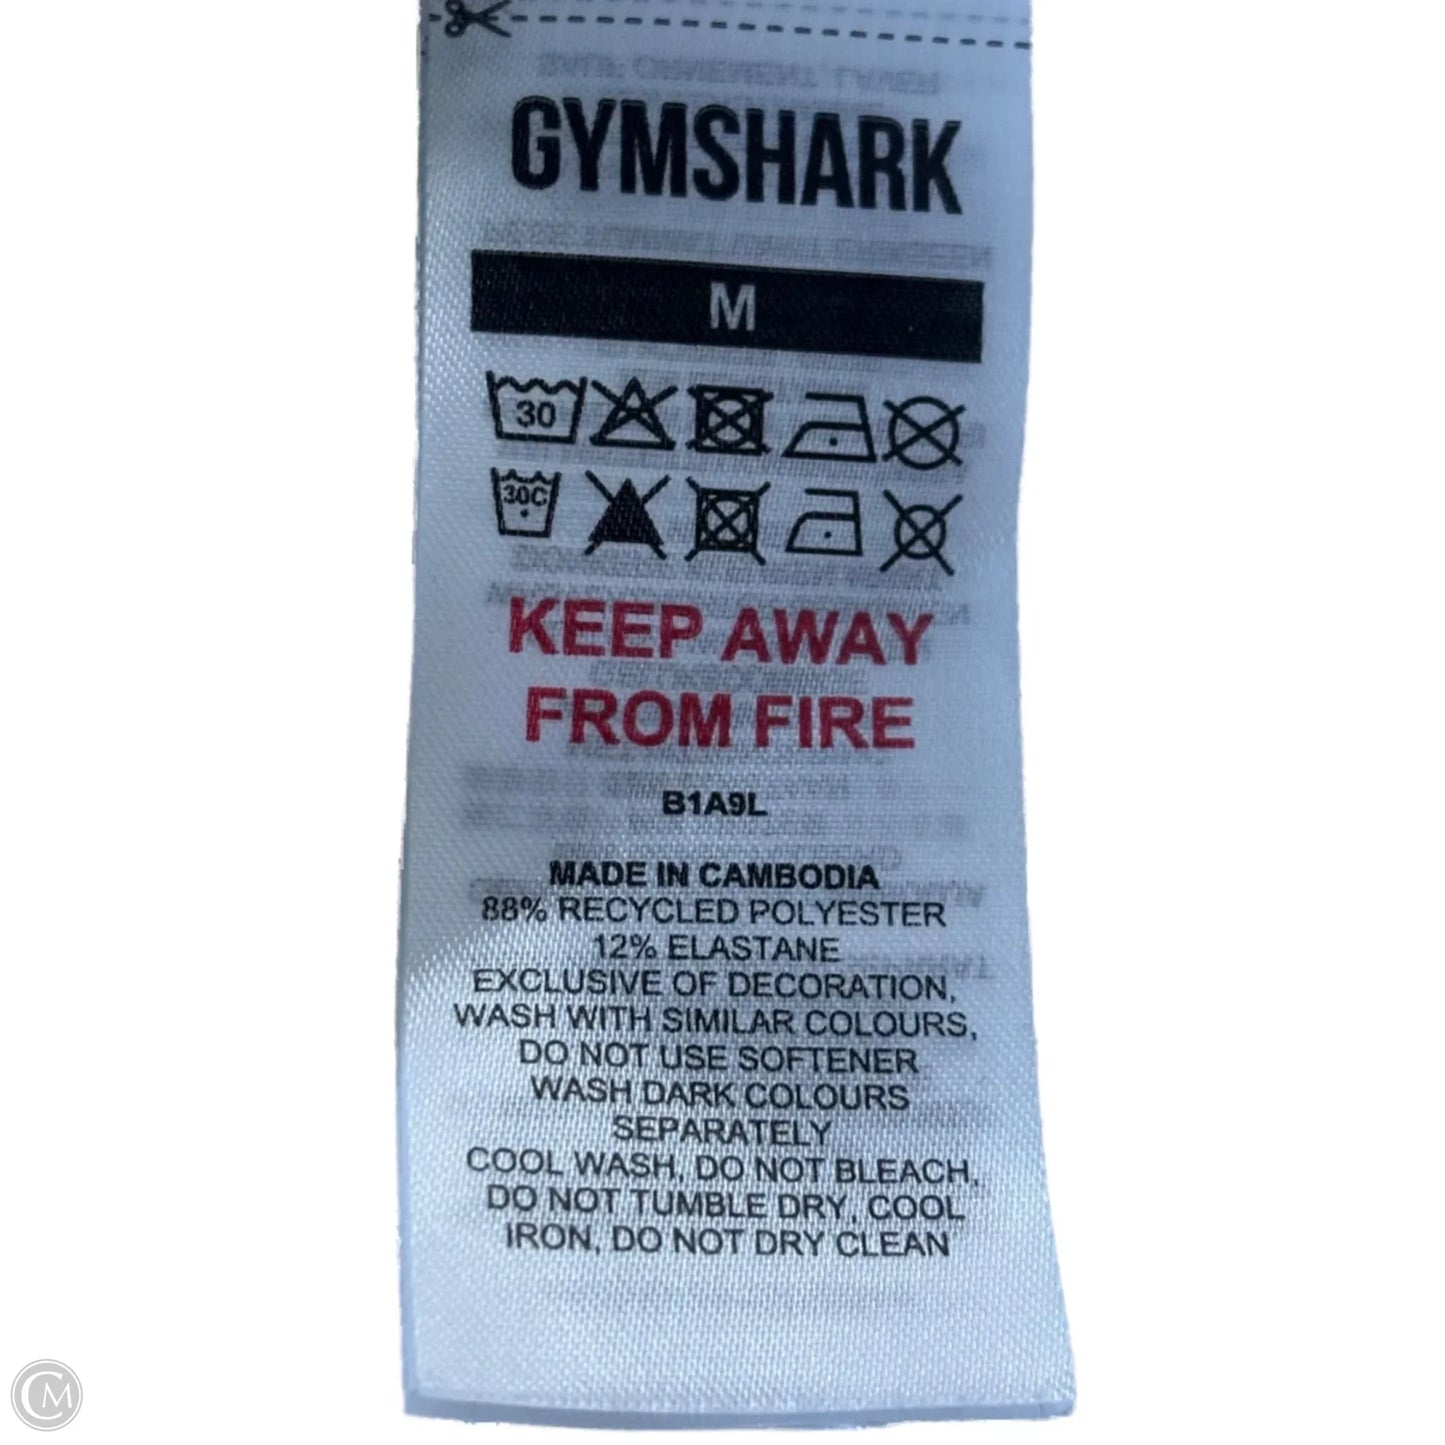 GYMSHARK
M
30
30C
KEEP AWAY
FROM FIRE
B1A9L
MADE IN CAMBODIA
88% RECYCLED POLYESTER
12% ELASTANE
EXCLUSIVE OF DECORATION,
WASH WITH SIMILAR COLOURS,
DO NOT USE SOFTENER
WASH DARK COLOURS
SEPARATELY
COOL WASH, DO NOT BLEACH,
DO NOT TUMBLE DRY, COOL
IRON, DO NOT DRY CLEAN
CM